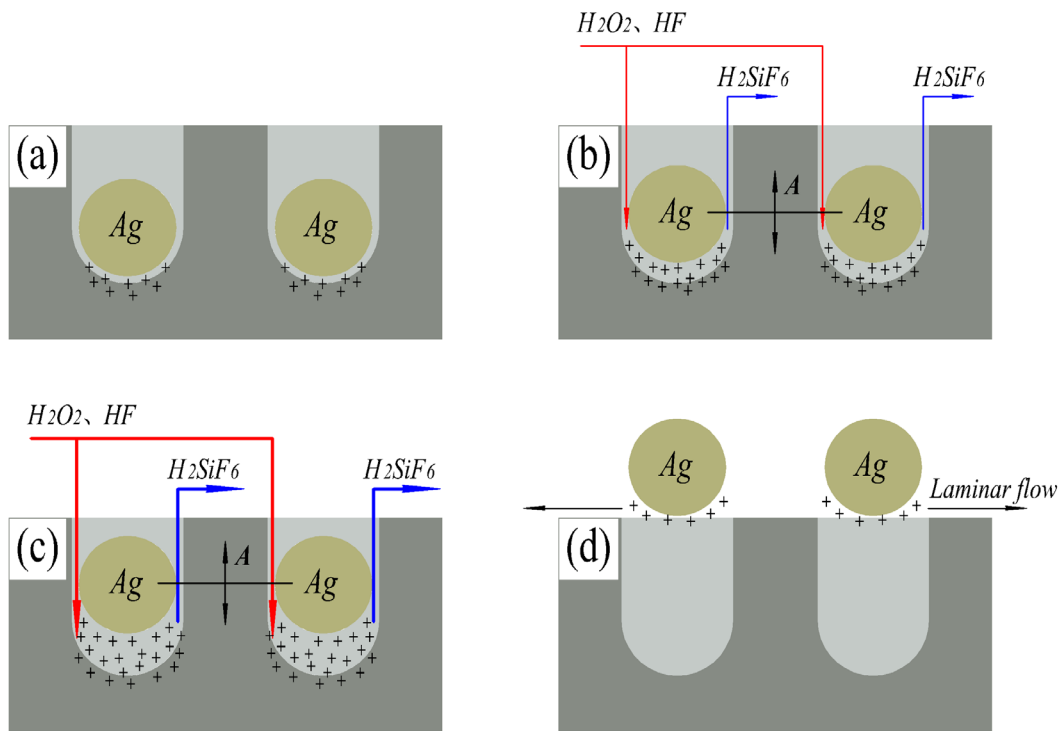 (a)
Ag
Ag
H2O2、HF
H2SiF6
H2SiF6
(b)
A
Ag
Ag
H2O2、HF
H2SiF6
H2SiF6
(c)
A
Ag
Ag
Ag
Ag
Laminar flow
(d)